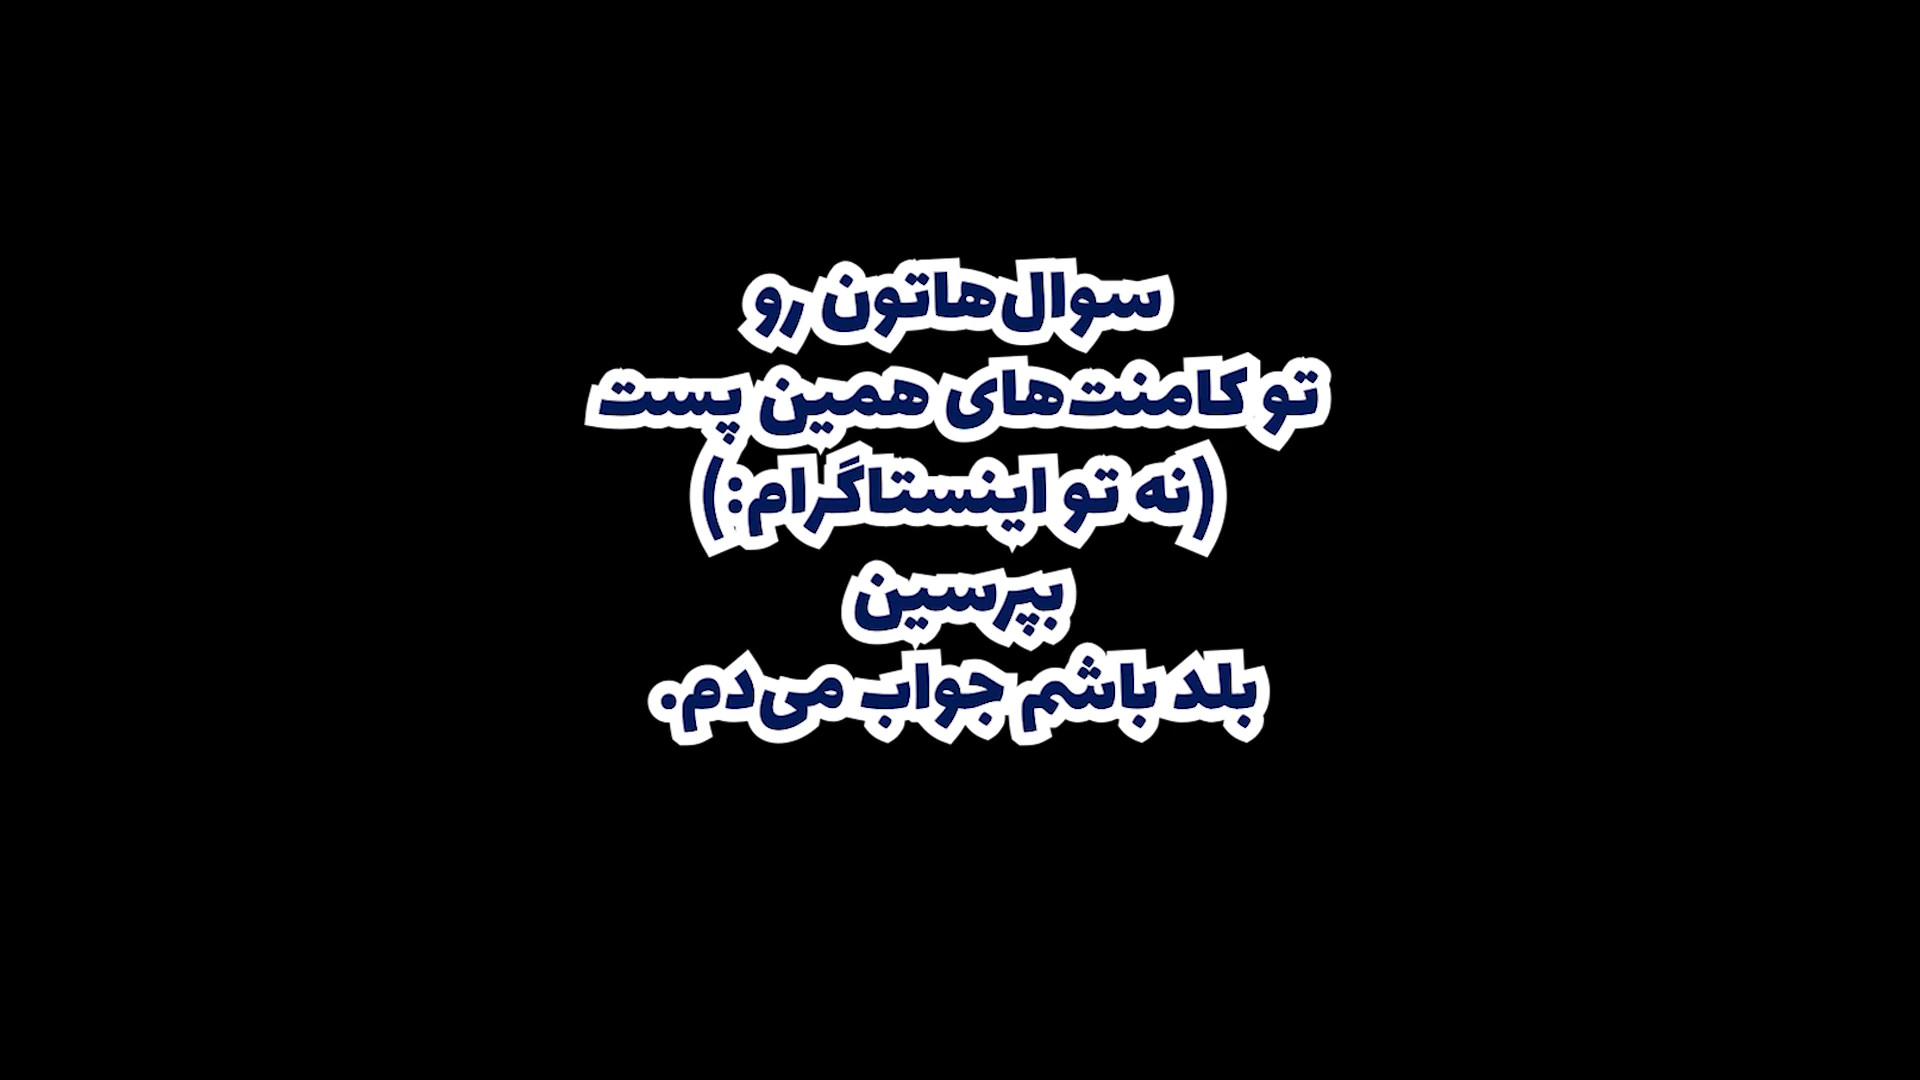 سوال‌هاتون رو
تو کامنت‌های همین پست
(نه تو اینستاگرام:)
بپرسین
بلد باشم جواب می‌دم.